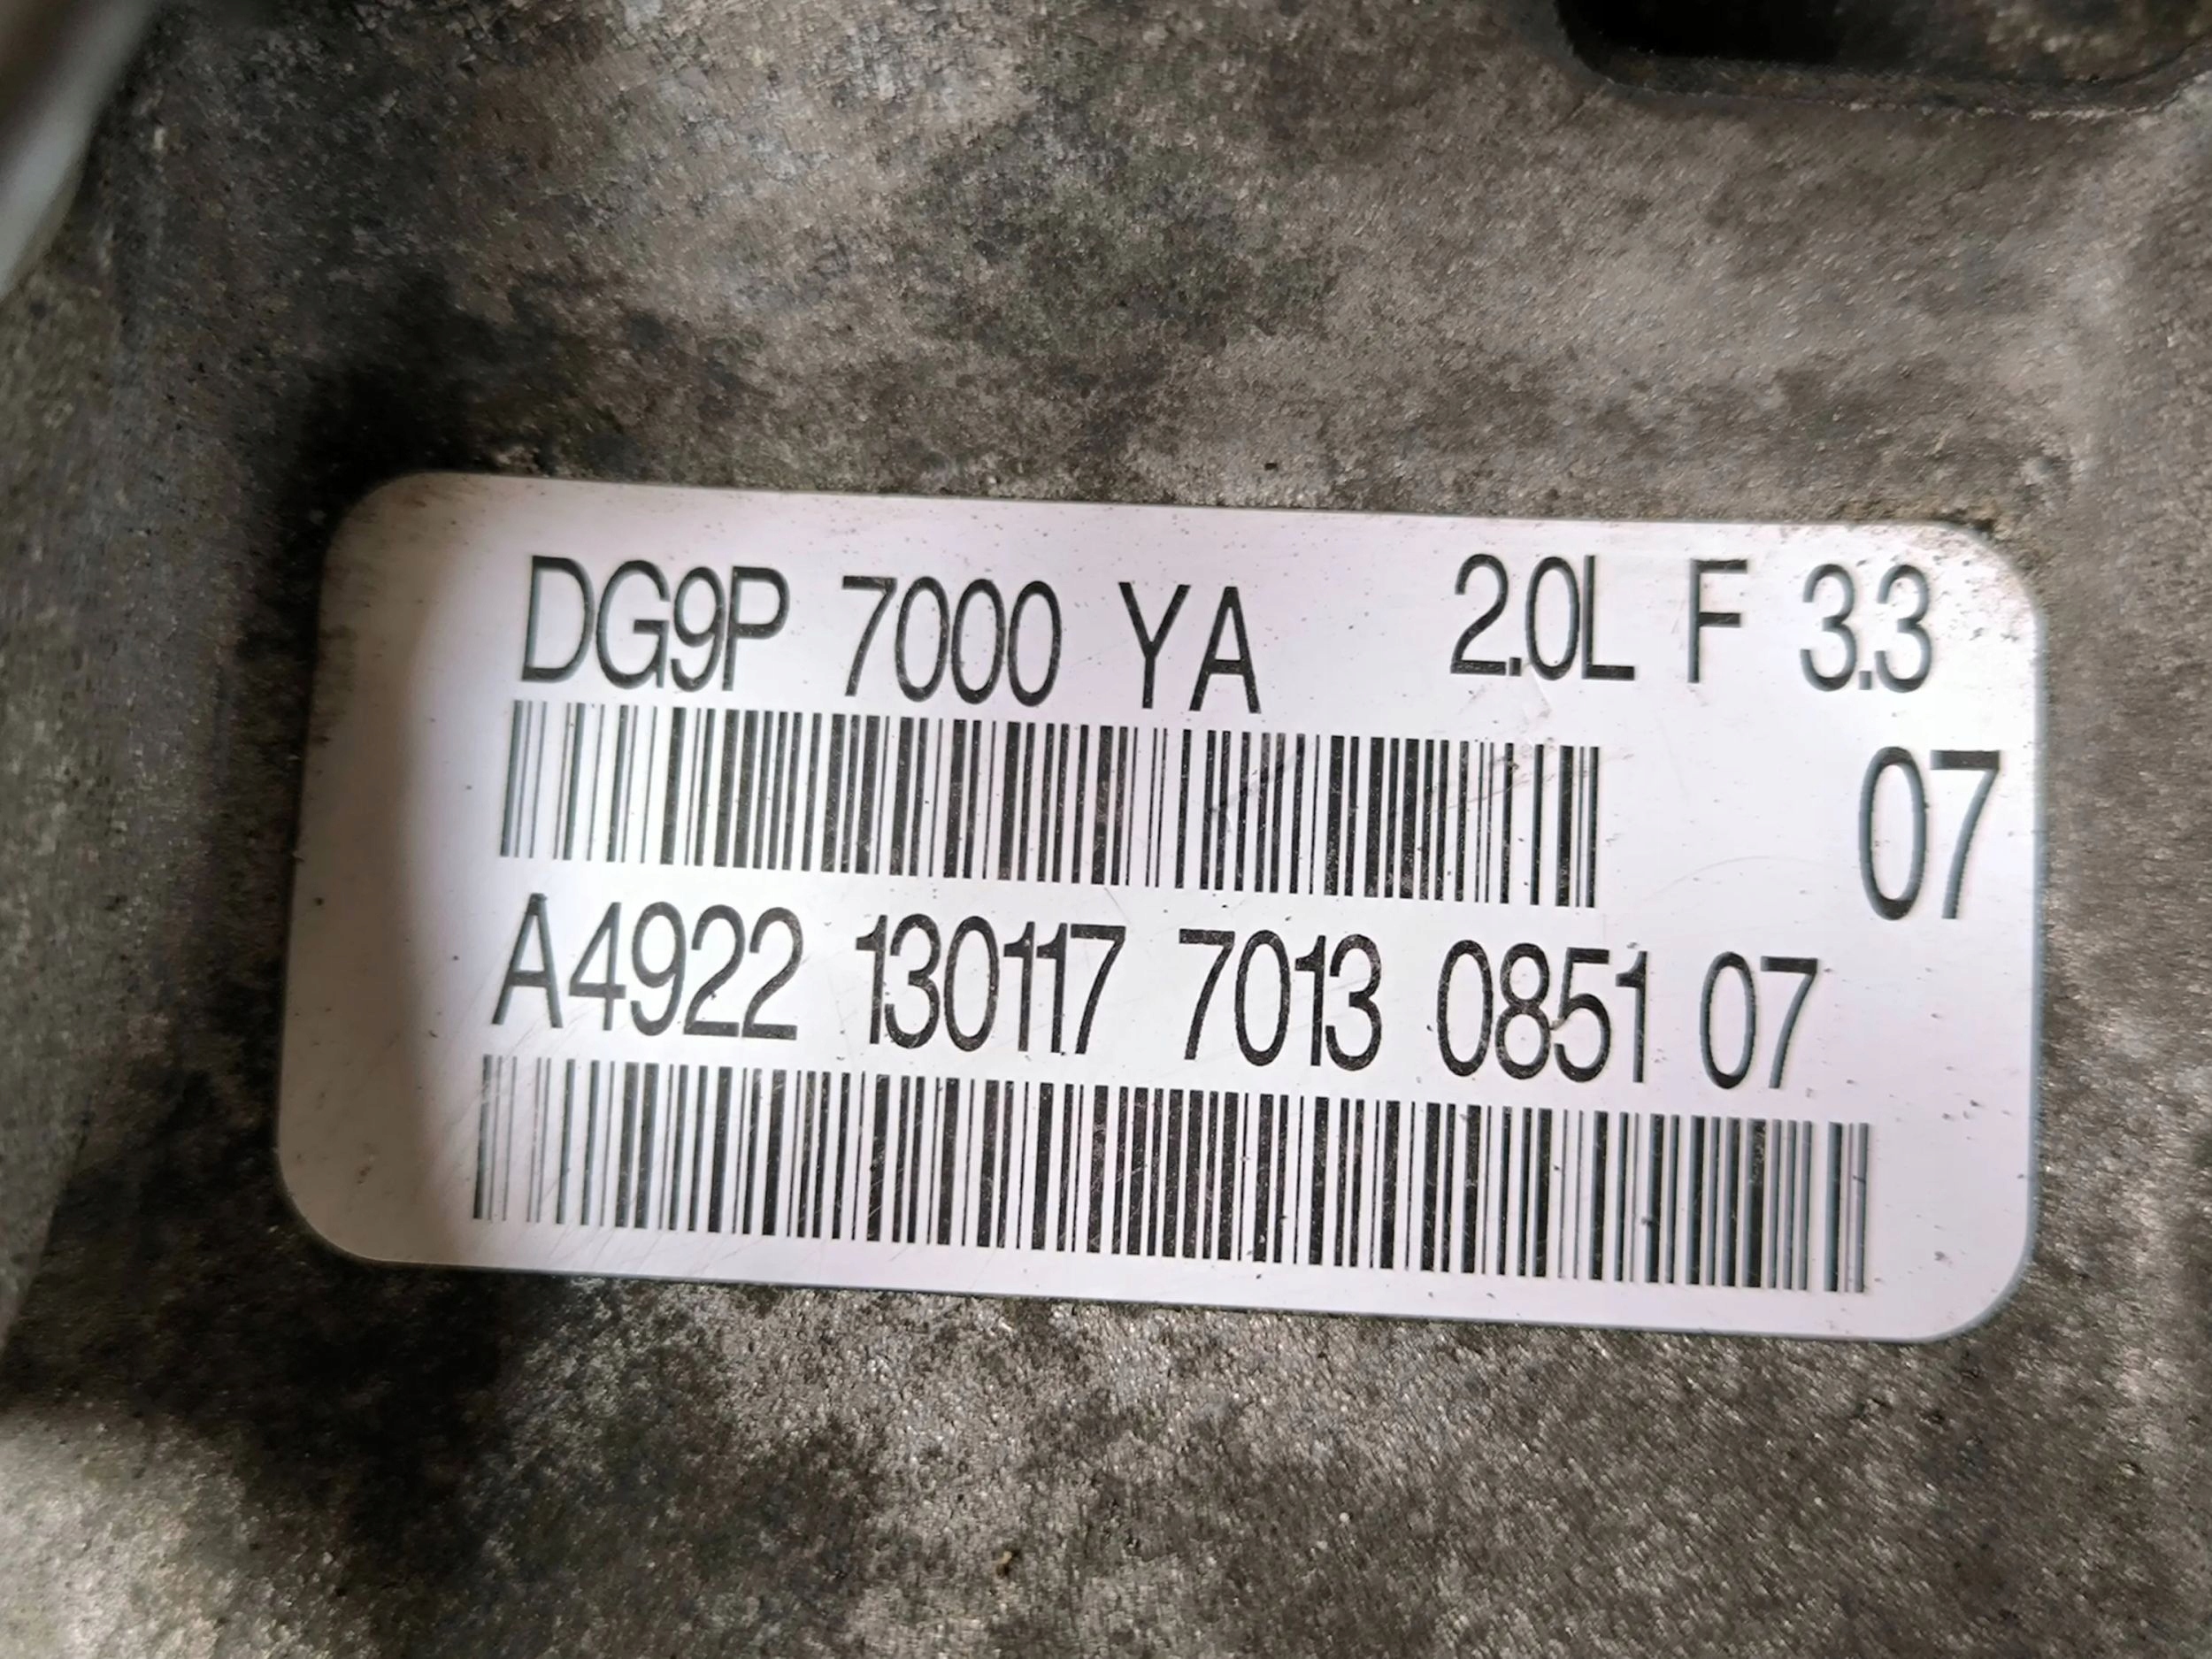 DG9P 7000 YA 2.0L F 3.3
07
A4922 130117 7013 0851 07